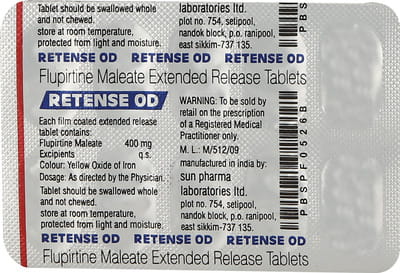 Tablet should be swallowed whole
and not chewed.
store at room temperature,
protected from light and moisture.
laboratories ltd.
plot no. 754, setipool,
nandok block, p.o. ranipool,
east sikkim-737 135.
PBS
RETENSE OD RETENSE OD RETENSE OD
Flupirtine Maleate Extended Release Tablets
RETENSE OD
Each film coated extended release
tablet contains:
Flupirtine Maleate 400 mg
Excipients q.s.
Colour: Yellow Oxide of Iron
Dosage: As directed by the Physician.
Tablet should be swallowed whole
and not chewed.
store at room temperature,
protected from light and moisture.
WARNING: To be sold by
retail on the prescription
of a Registered Medical
Practitioner only.
M. L.: M/512/09
manufactured in india by:
sun pharma
laboratories ltd.
plot no. 754, setipool,
nandok block, p.o. ranipool,
east sikkim 737 135.
PBSPF0526B
RETENSE OD RETENSE OD RETENSE OD
Flupirtine Maleate Extended Release Tablets